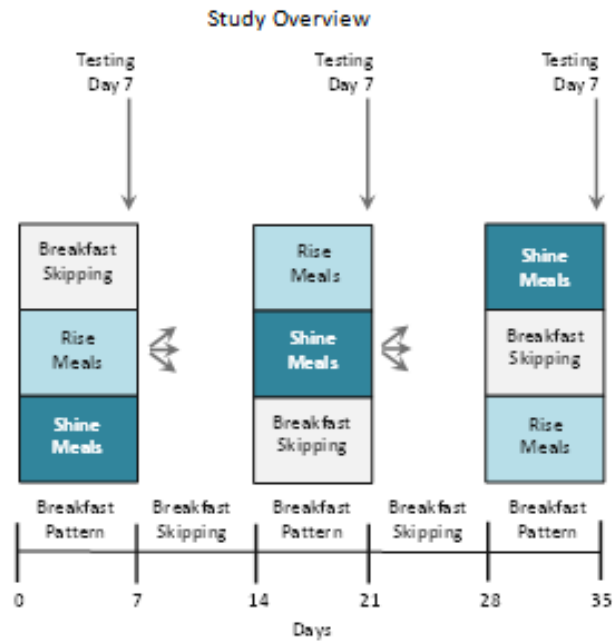 Study Overview
Testing
Day 7
Testing
Day 7
Testing
Day 7
Breakfast
Skipping
Rise
Meals
Shine
Meals
Rise
Meals
Shine
Meals
Breakfast
Skipping
Shine
Meals
Breakfast
Skipping
Rise
Meals
Breakfast
Pattern
Breakfast
Skipping
Breakfast
Pattern
Breakfast
Skipping
Breakfast
Pattern
0 7 14 21 28 35
Days